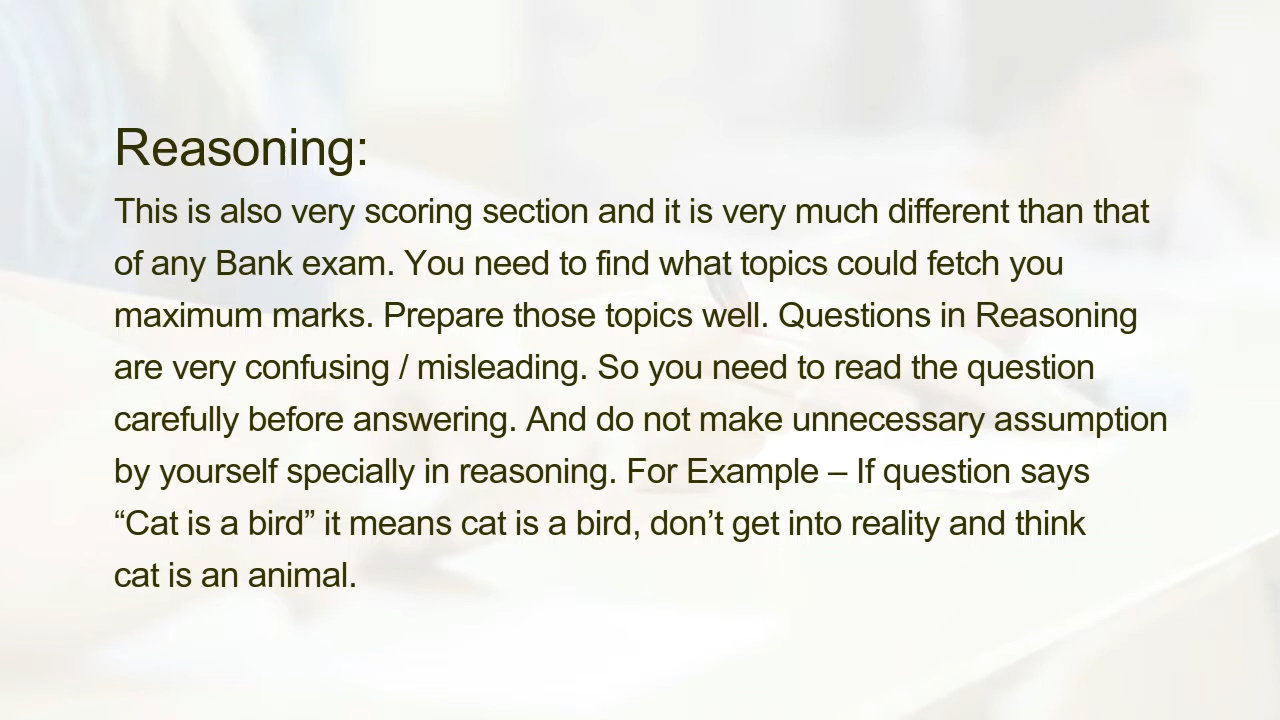 Reasoning:
This is also very scoring section and it is very much different than that
of any Bank exam. You need to find what topics could fetch you
maximum marks. Prepare those topics well. Questions in Reasoning
are very confusing / misleading. So you need to read the question
carefully before answering. And do not make unnecessary assumption
by yourself specially in reasoning. For Example – If question says
“Cat is a bird” it means cat is a bird, don’t get into reality and think
cat is an animal.